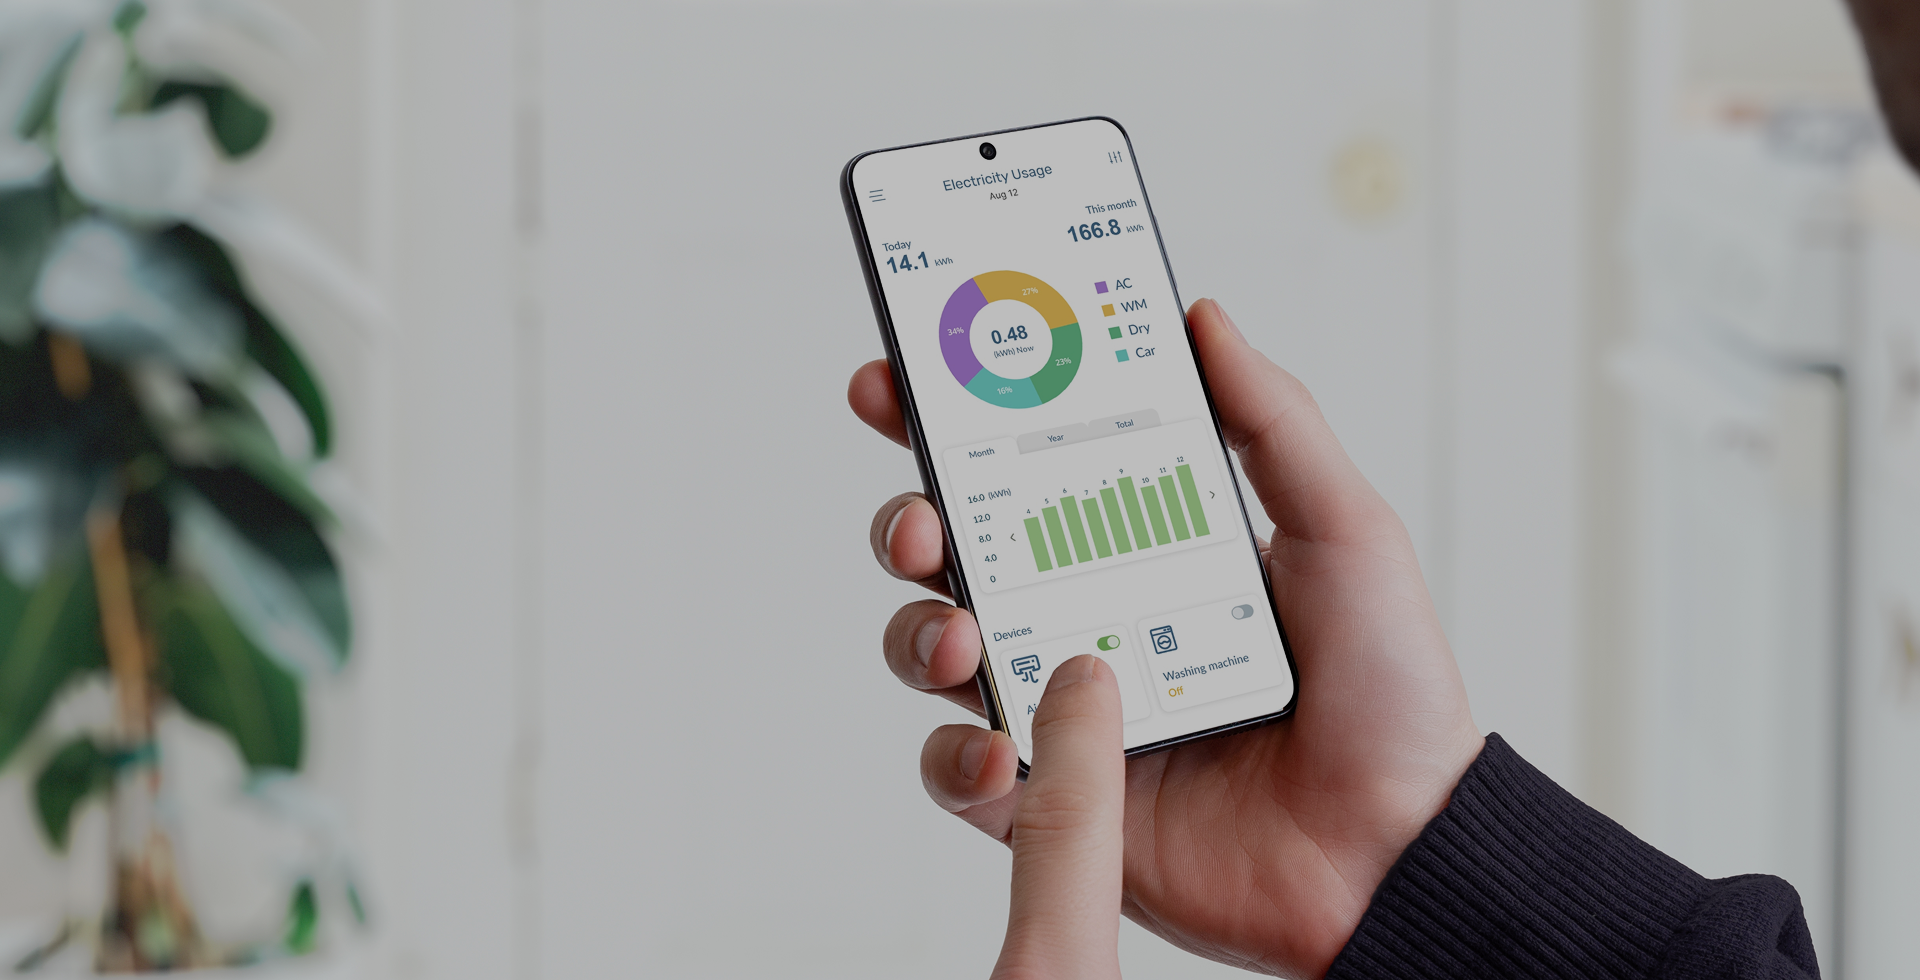 Electricity Usage
Aug 12
This month
166.8 kWh
Today
14.1 kWh
27%
34%
23%
16%
0.48
(kWh) Now
AC
WM
Dry
Car
Month
Year
Total
16.0 (kWh)
12.0
8.0
4.0
0
4
5
6
7
8
9
10
11
12
Devices
Ai
Washing machine
Off